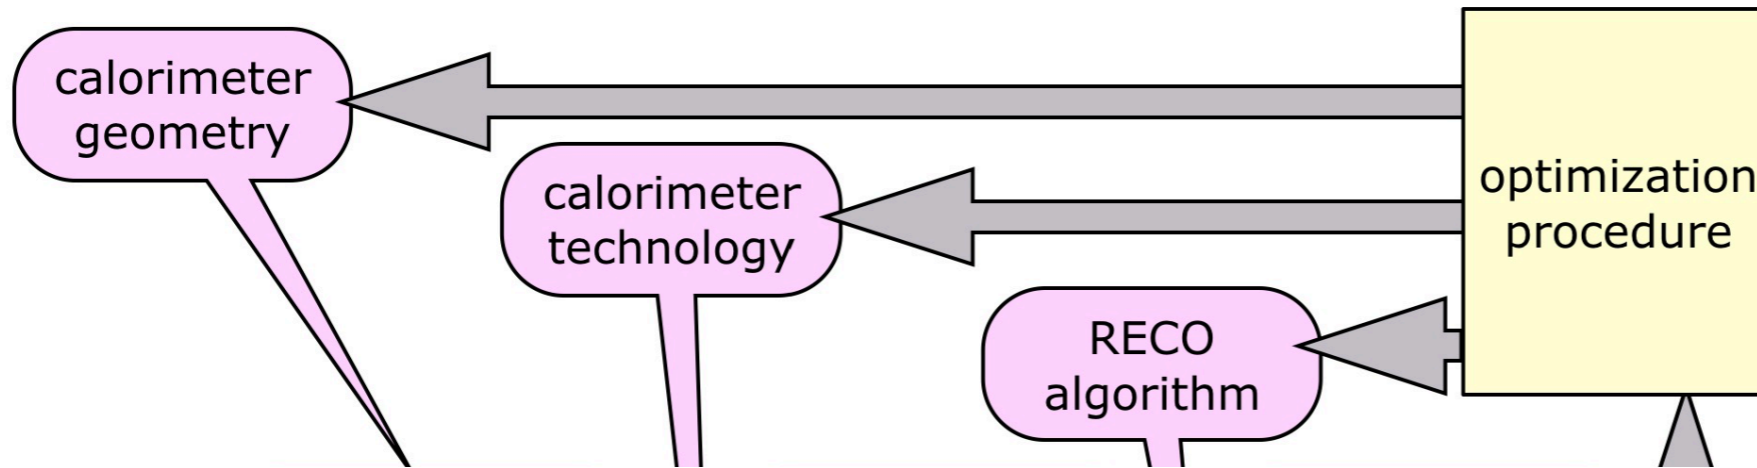 calorimeter
geometry
calorimeter
technology
RECO
algorithm
optimization
procedure